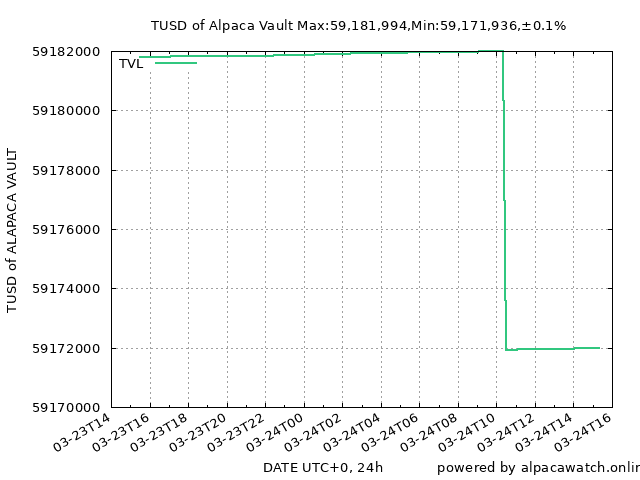 TUSD of Alpaca Vault Max:59,181,994,Min:59,171,936,±0.1%
TVL
TUSD of ALAPACA VAULT
59182000
59180000
59178000
59176000
59174000
59172000
59170000
03-23T14
03-23T16
03-23T18
03-23T20
03-23T22
03-24T00
03-24T02
03-24T04
03-24T06
03-24T08
03-24T10
03-24T12
03-24T14
03-24T16
DATE UTC+0, 24h
powered by alpacawatch.onlin